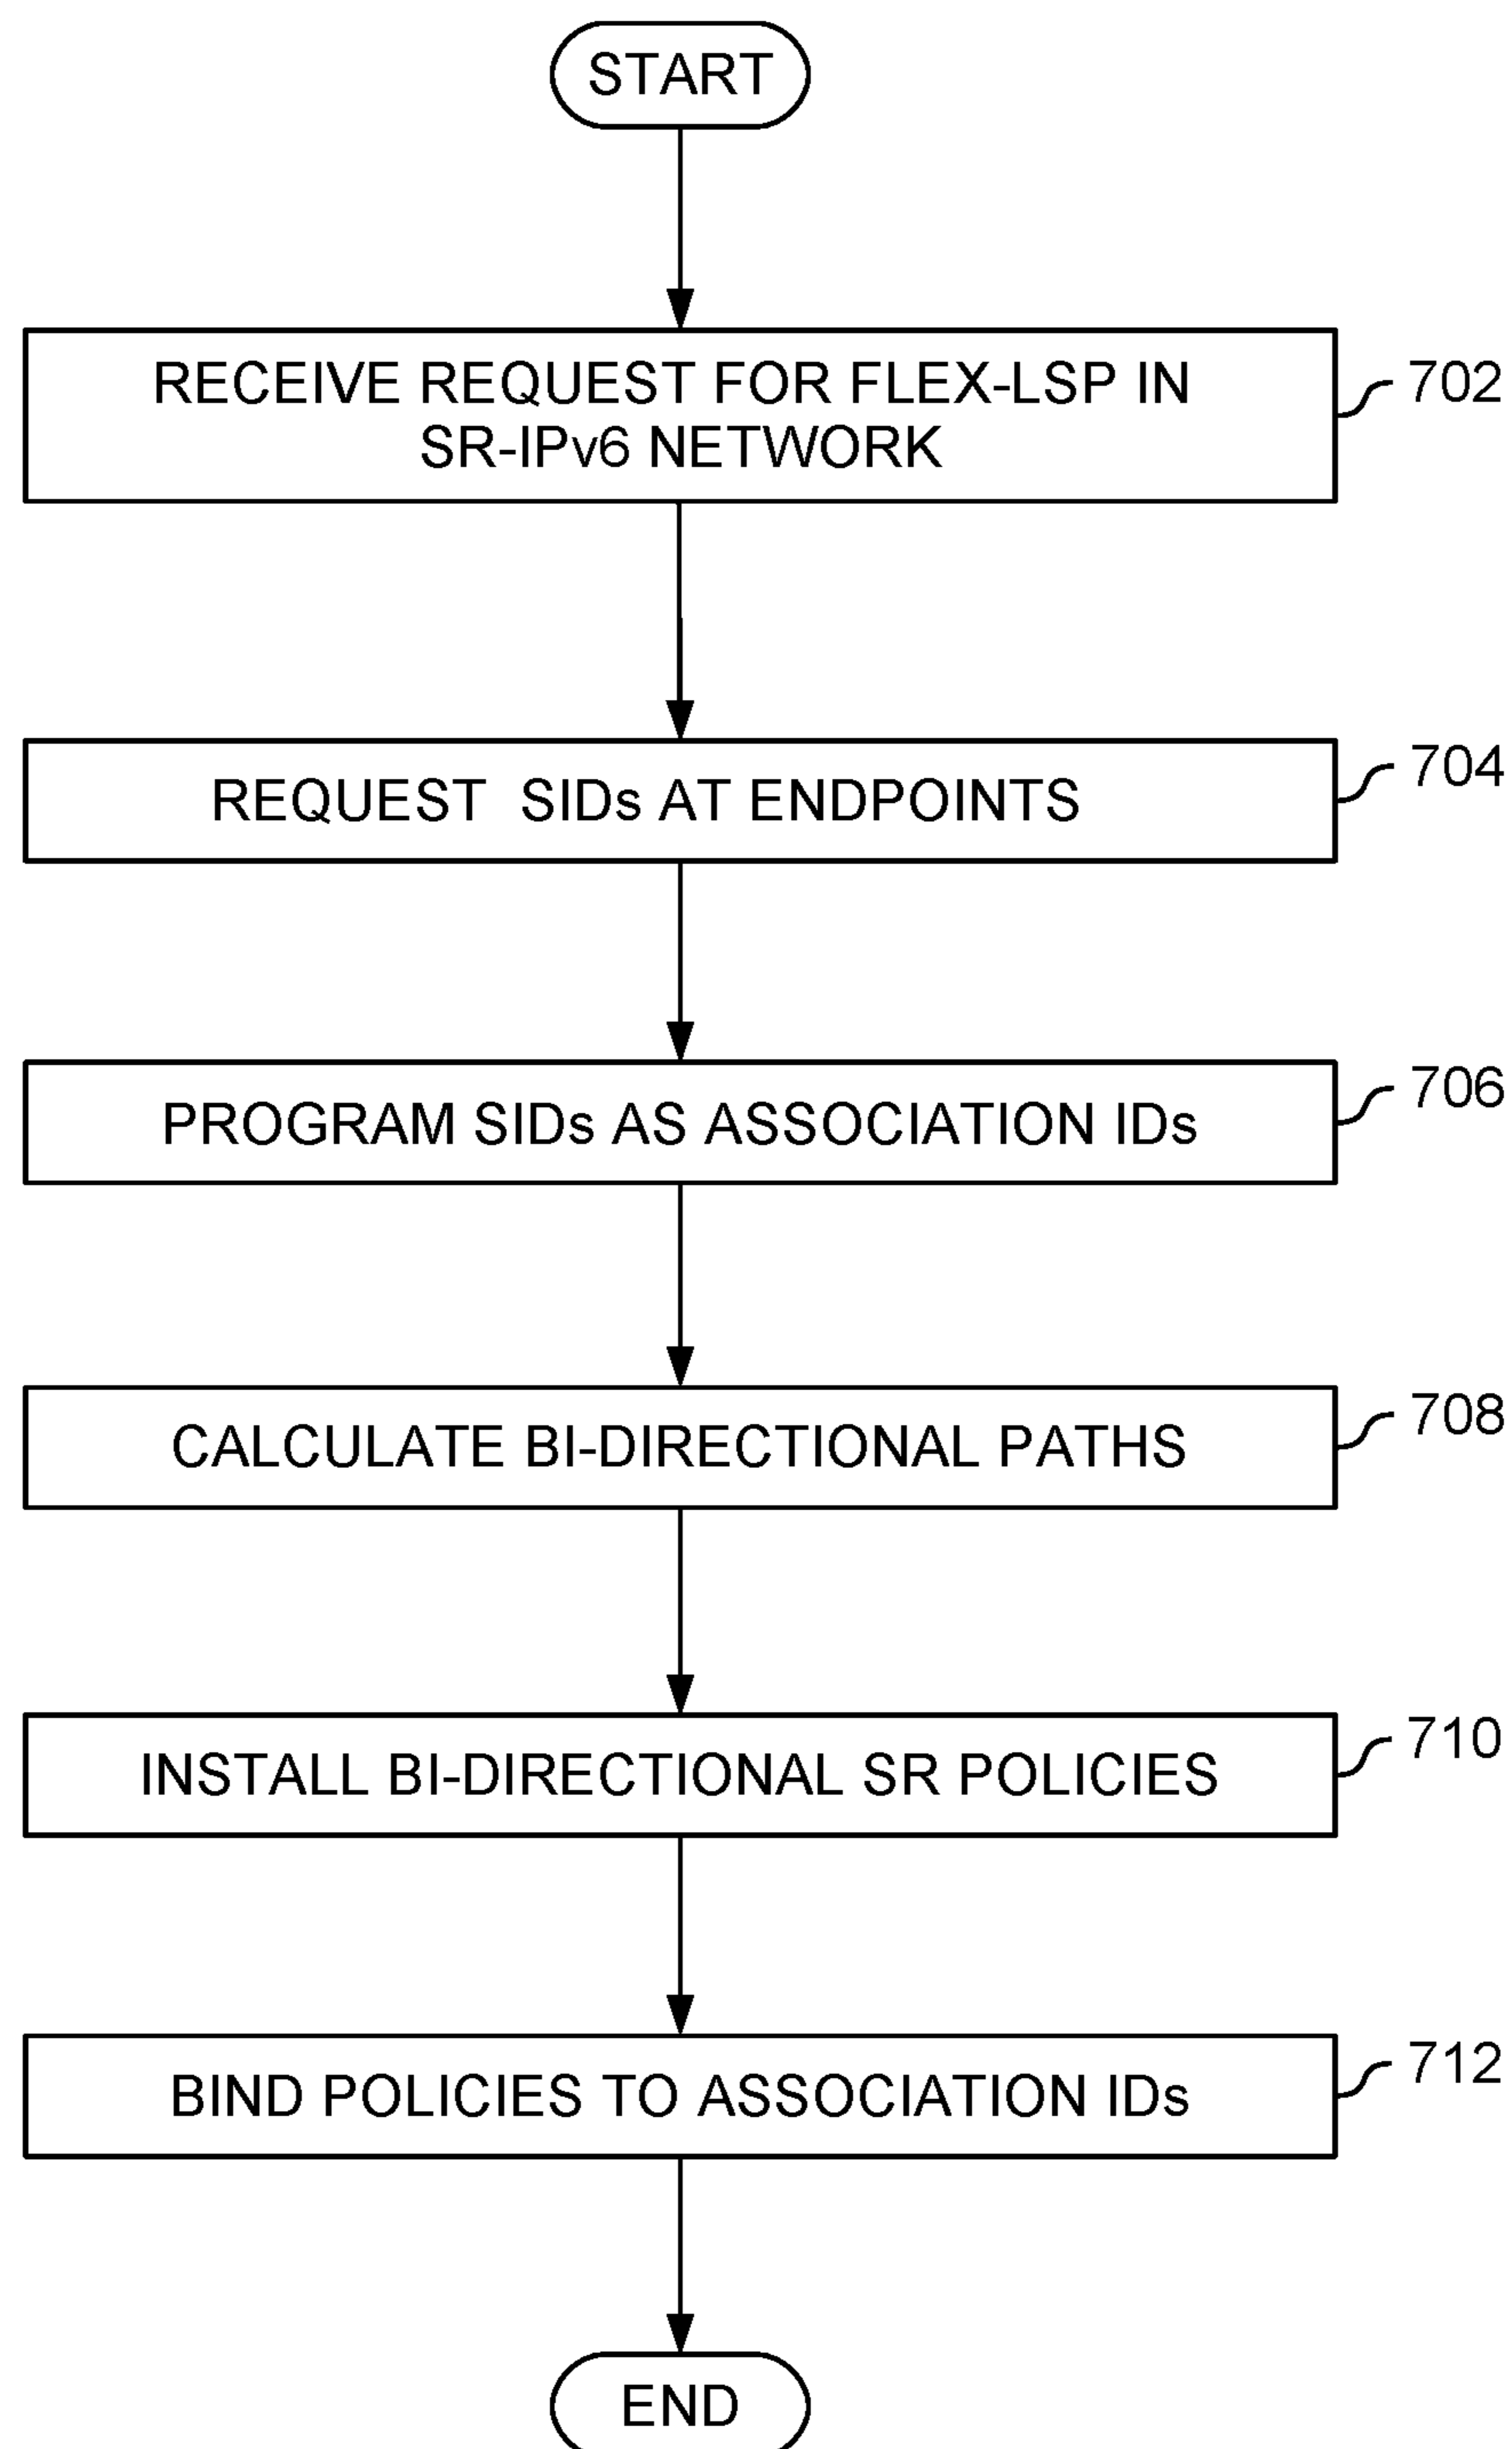 START
RECEIVE REQUEST FOR FLEX-LSP IN
SR-IPv6 NETWORK
702
REQUEST SIDs AT ENDPOINTS
704
PROGRAM SIDs AS ASSOCIATION IDs
706
CALCULATE BI-DIRECTIONAL PATHS
708
INSTALL BI-DIRECTIONAL SR POLICIES
710
BIND POLICIES TO ASSOCIATION IDs
712
END